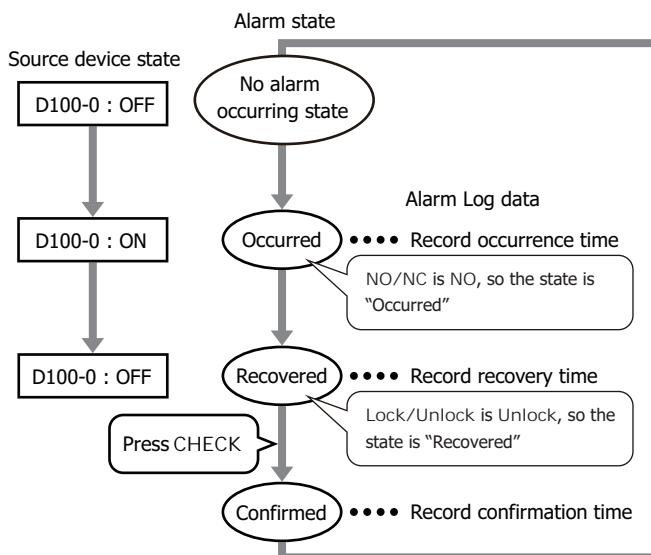 Alarm state
Source device state
D100-0 : OFF
No alarm
occurring state
Alarm Log data
D100-0 : ON
Occurred
•••• Record occurrence time
NO/NC is NO, so the state is
“Occurred”
D100-0 : OFF
Recovered
•••• Record recovery time
Lock/Unlock is Unlock, so the
state is “Recovered”
Press CHECK
Confirmed
•••• Record confirmation time